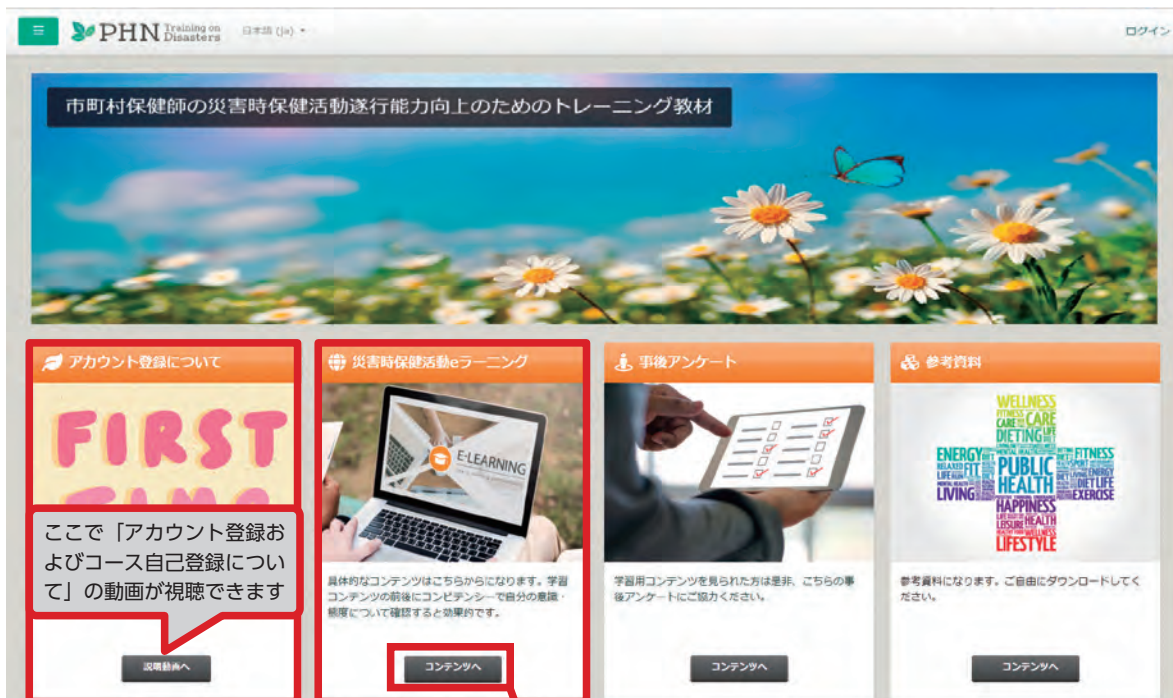 PHN Training on Disasters
日本語 (ja)
ログイン
市町村保健師の災害時保健活動遂行能力向上のためのトレーニング教材
アカウント登録について
FIRST
TIME
ここで「アカウント登録お
よびコース自己登録につい
て」の動画が視聴できます
説明動画へ
災害時保健活動eラーニング
E-LEARNING
具体的なコンテンツはこちらからになります。学習
コンテンツの前後にコンピテンシーで自分の意識・
態度について確認すると効果的です。
コンテンツへ
事後アンケート
学習用コンテンツを見られた方は是非、こちらの事
後アンケートにご協力ください。
コンテンツへ
参考資料
WELLNESS
FITNESS CARE
CARE
DIETING LIFE
ENERGY
FITNESS
RELAXED FIT
PUBLIC
ENERGY
LIFE
HEALTH
DIET LIFE
LIVING
EXERCISE
HAPPINESS
LEISURE HEALTH
LIFESTYLE
参考資料になります。ご自由にダウンロードしてく
ださい。
コンテンツへ